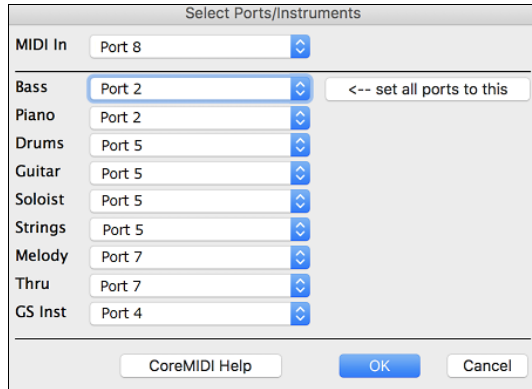 Select Ports/Instruments
MIDI In Port 8
Bass Port 2 <-- set all ports to this
Piano Port 2
Drums Port 5
Guitar Port 5
Soloist Port 5
Strings Port 5
Melody Port 7
Thru Port 7
GS Inst Port 4
CoreMIDI Help OK Cancel